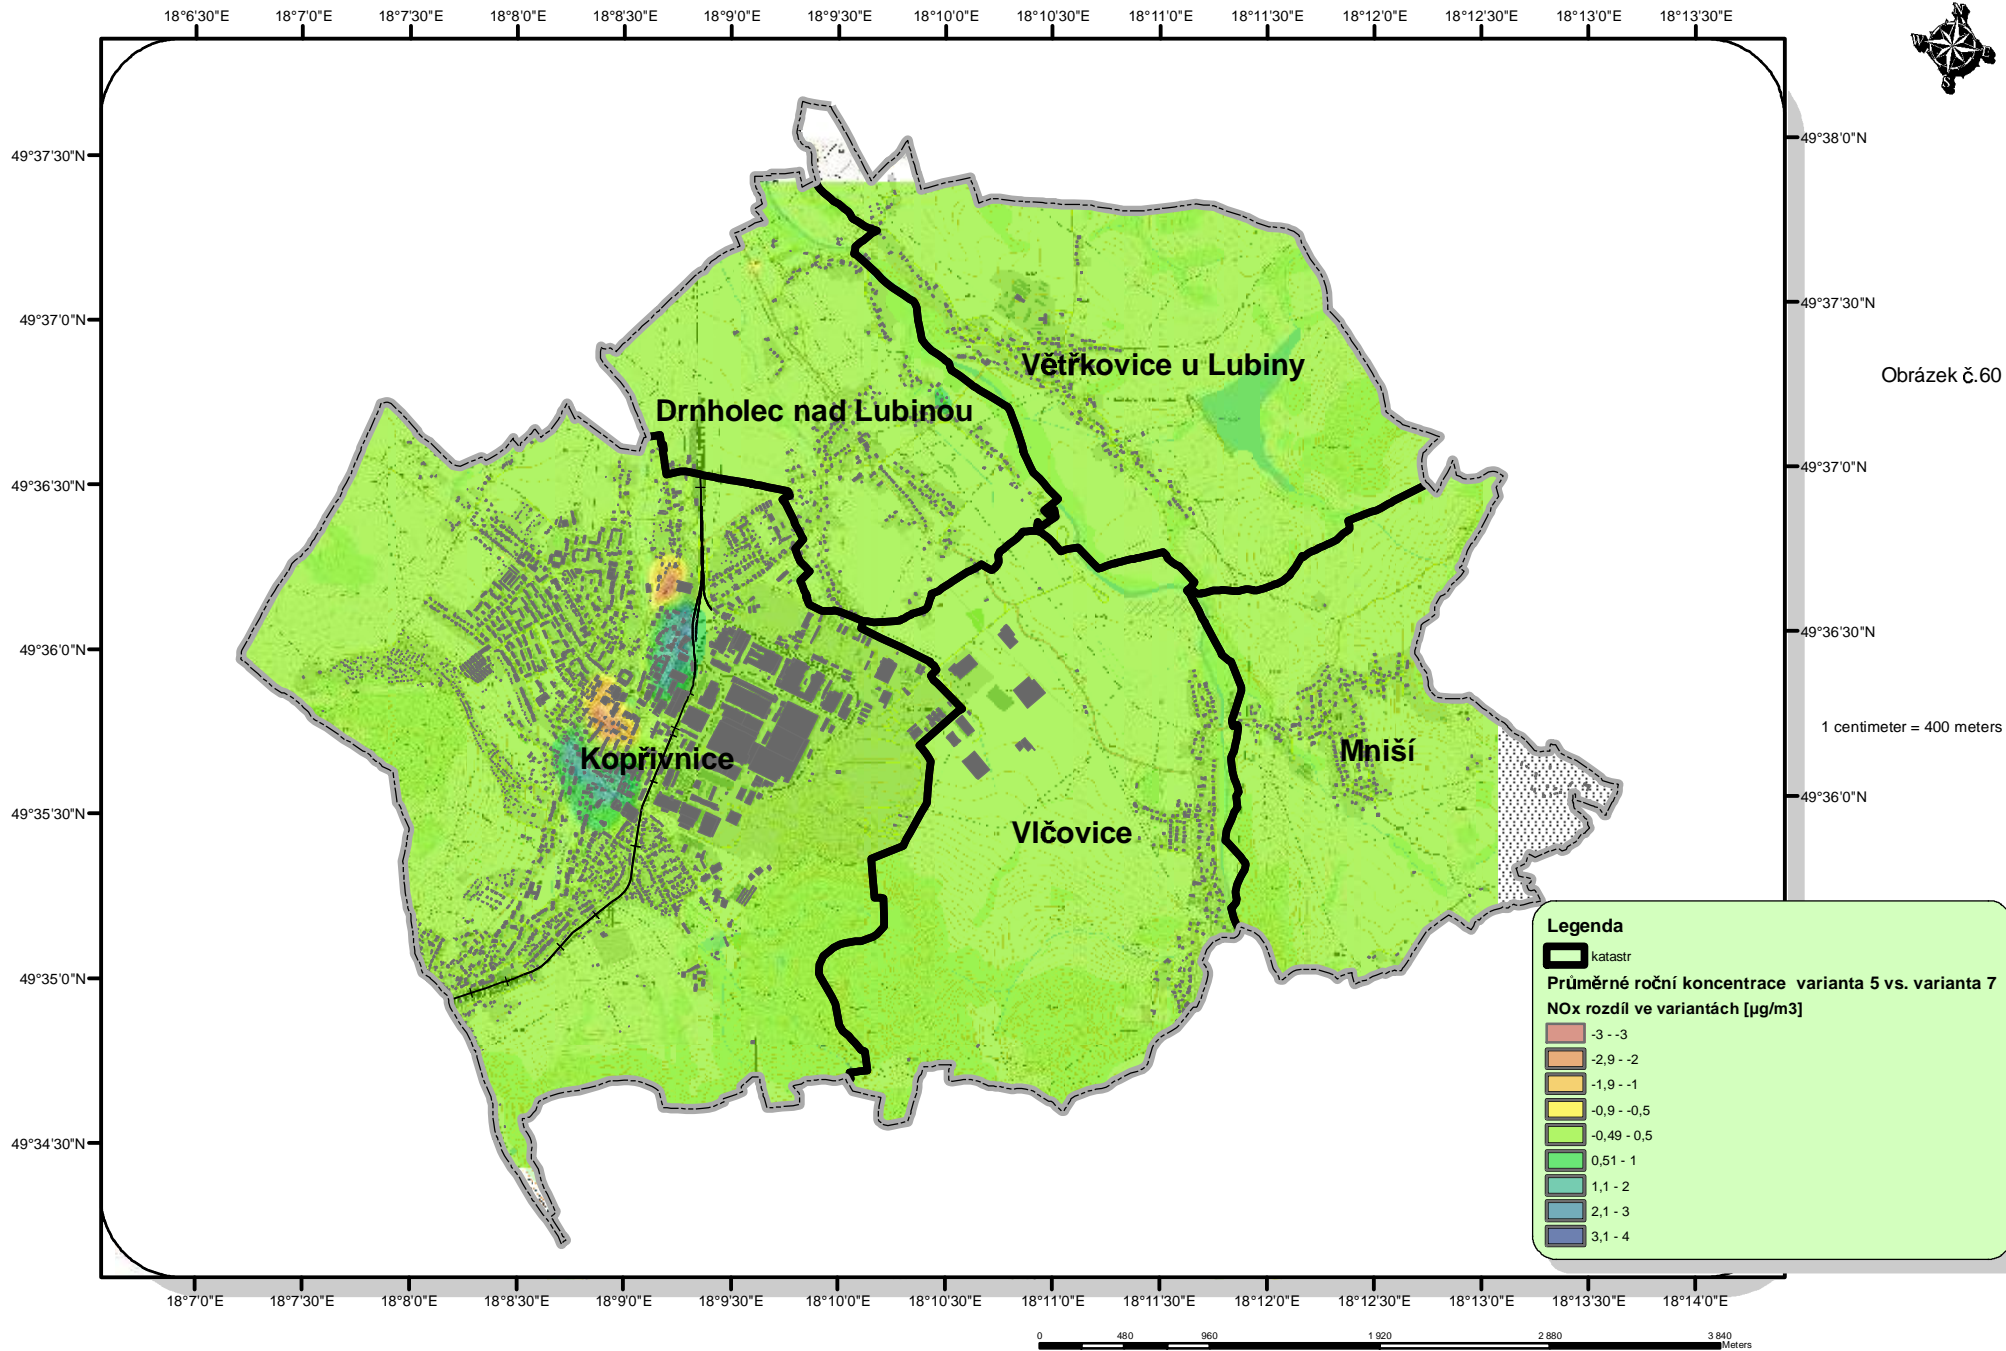 18°6'30"E 18°7'0"E 18°7'30"E 18°8'0"E 18°8'30"E 18°9'0"E 18°9'30"E 18°10'0"E 18°10'30"E 18°11'0"E 18°11'30"E 18°12'0"E 18°12'30"E 18°13'0"E 18°13'30"E
N
W
E
S
49°38'0"N
49°37'30"N
49°37'30"N
49°37'0"N
Větřkovice u Lubiny
Obrázek č.60
Drnholec nad Lubinou
49°37'0"N
49°36'30"N
49°36'30"N
49°36'0"N
1 centimeter = 400 meters
Kopřivnice
Mniší
49°36'0"N
49°35'30"N
Vlčovice
49°35'0"N
49°34'30"N
Legenda
katastr
Průměrné roční koncentrace varianta 5 vs. varianta 7
NOx rozdíl ve variantách [µg/m3]
-3 - -3
-2,9 - -2
-1,9 - -1
-0,9 - -0,5
-0,49 - 0,5
0,51 - 1
1,1 - 2
2,1 - 3
3,1 - 4
18°7'0"E 18°7'30"E 18°8'0"E 18°8'30"E 18°9'0"E 18°9'30"E 18°10'0"E 18°10'30"E 18°11'0"E 18°11'30"E 18°12'0"E 18°12'30"E 18°13'0"E 18°13'30"E 18°14'0"E
0 480 960 1 920 2 880 3 840
Meters